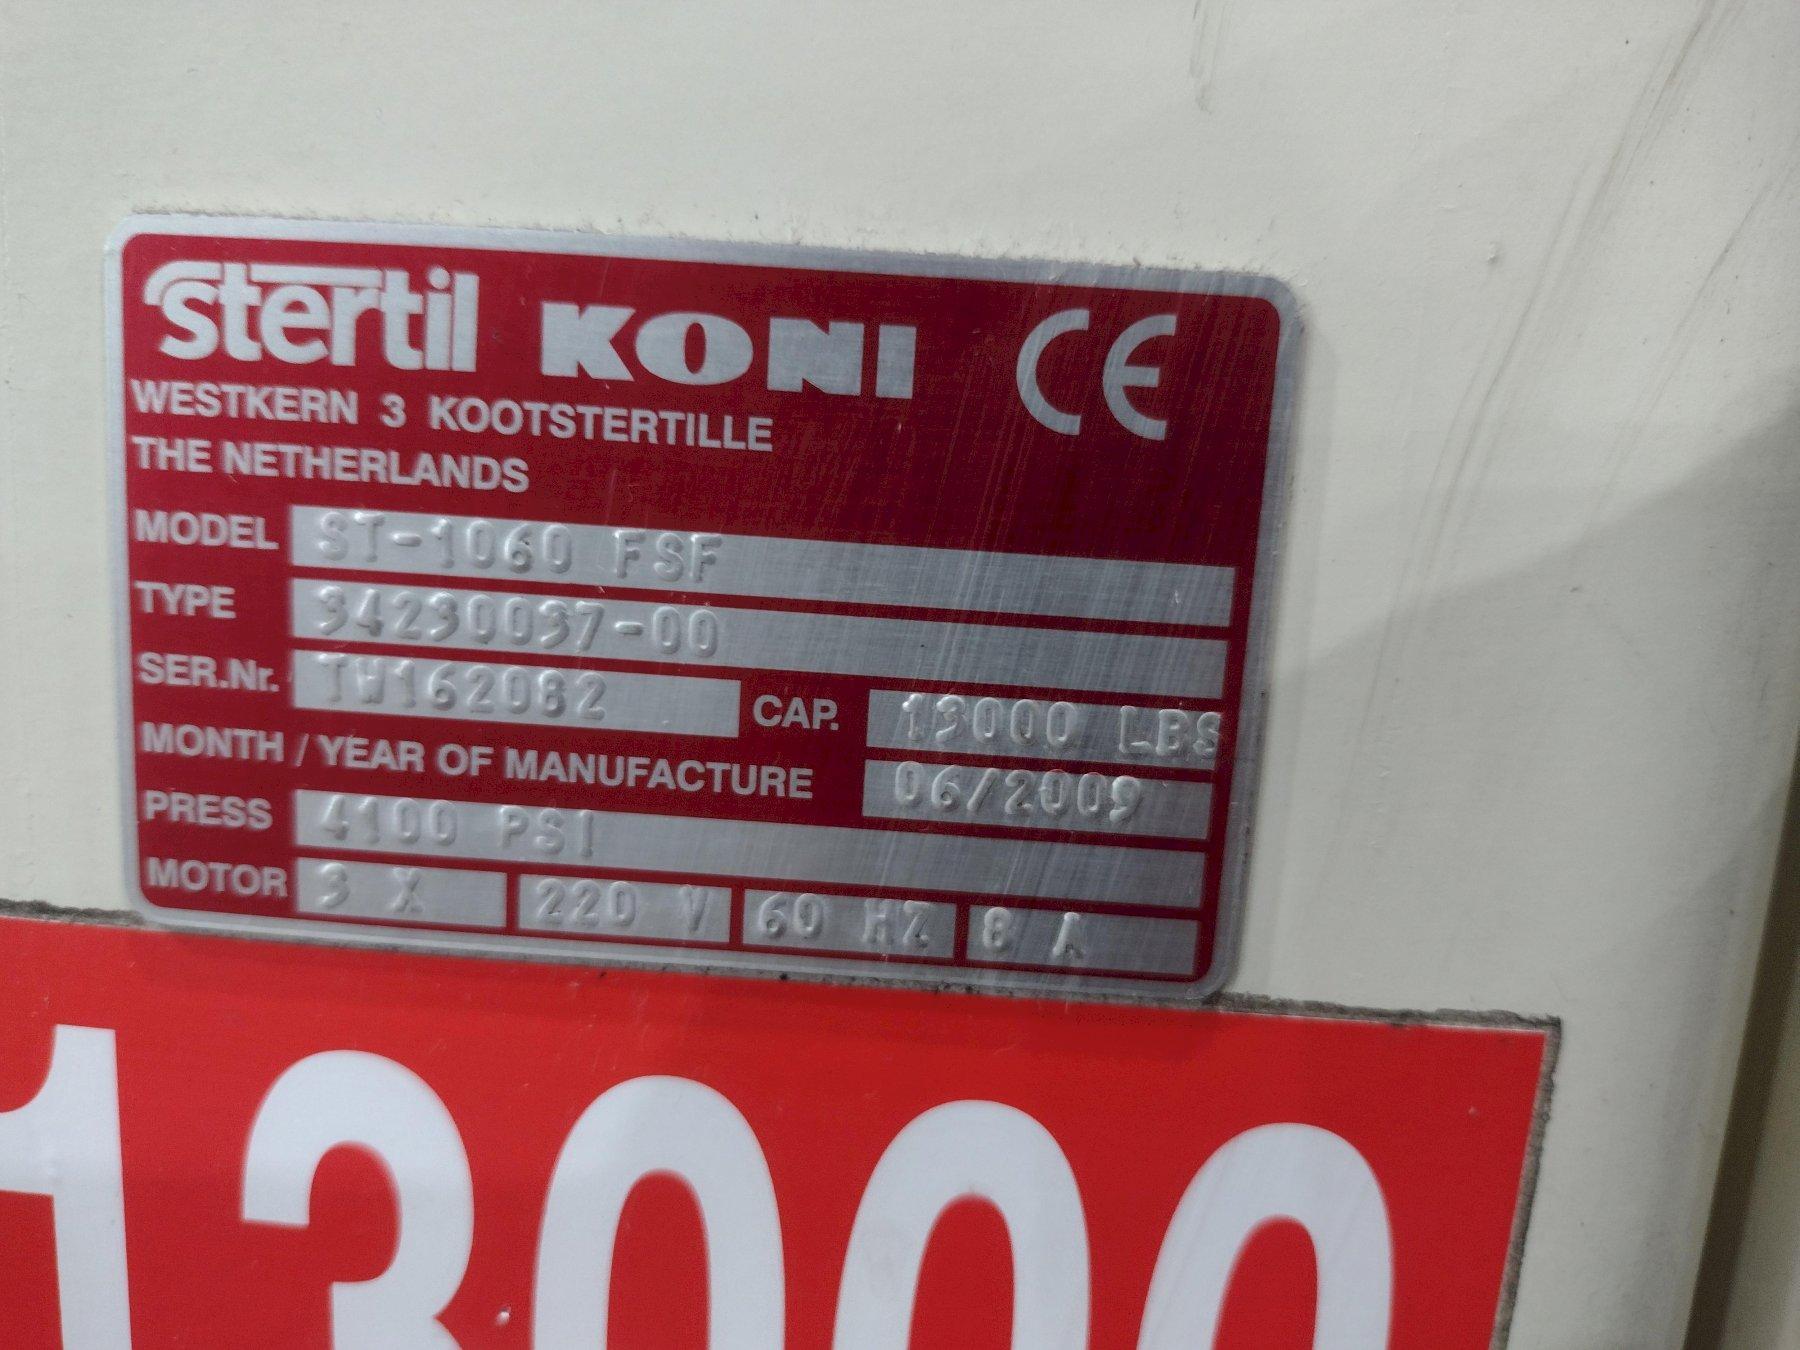 stertil KONI CE
WESTKERN 3 KOOTSTERTILLE
THE NETHERLANDS
MODEL ST-1060 FSF
TYPE 34230037-00
SER.Nr. TW162082 CAP. 13000 LBS
MONTH / YEAR OF MANUFACTURE 06/2009
PRESS 4100 PSI
MOTOR 3 X 220 V 60 HZ 8 A
13000